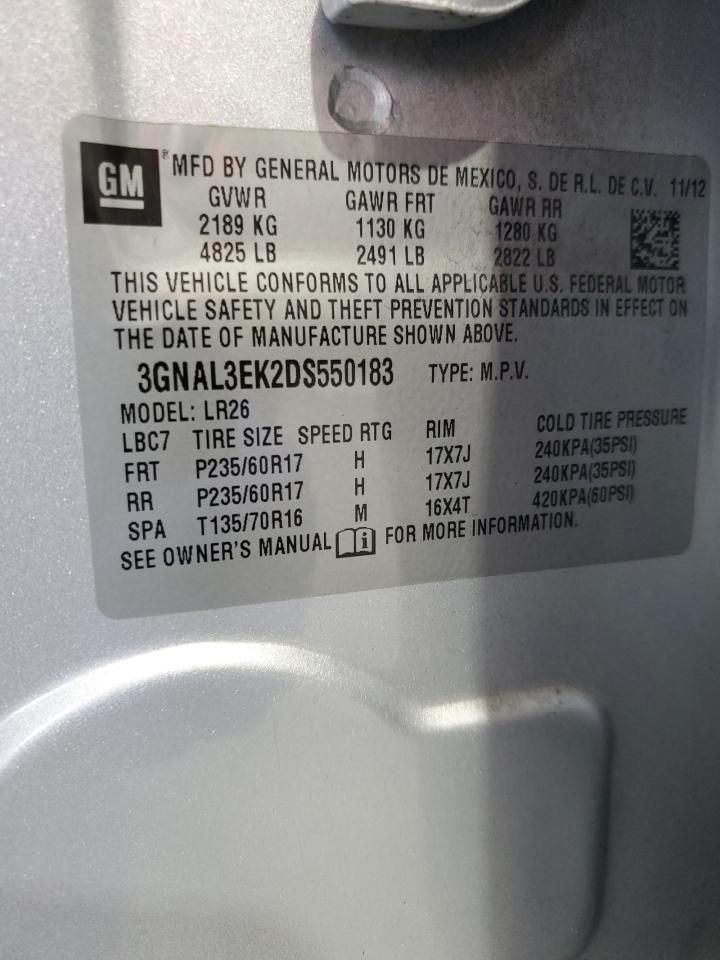 GM ® MFD BY GENERAL MOTORS DE MEXICO, S. DE R.L. DE C.V. 11/12
GVWR GAWR FRT GAWR RR
2189 KG 1130 KG 1280 KG
4825 LB 2491 LB 2822 LB
THIS VEHICLE CONFORMS TO ALL APPLICABLE U.S. FEDERAL MOTOR
VEHICLE SAFETY AND THEFT PREVENTION STANDARDS IN EFFECT ON
THE DATE OF MANUFACTURE SHOWN ABOVE.
3GNAL3EK2DS550183 TYPE: M.P.V.
MODEL: LR26
LBC7 TIRE SIZE SPEED RTG RIM COLD TIRE PRESSURE
FRT P235/60R17 H 17X7J 240KPA(35PSI)
RR P235/60R17 H 17X7J 240KPA(35PSI)
SPA T135/70R16 M 16X4T 420KPA(60PSI)
SEE OWNER'S MANUAL i FOR MORE INFORMATION.